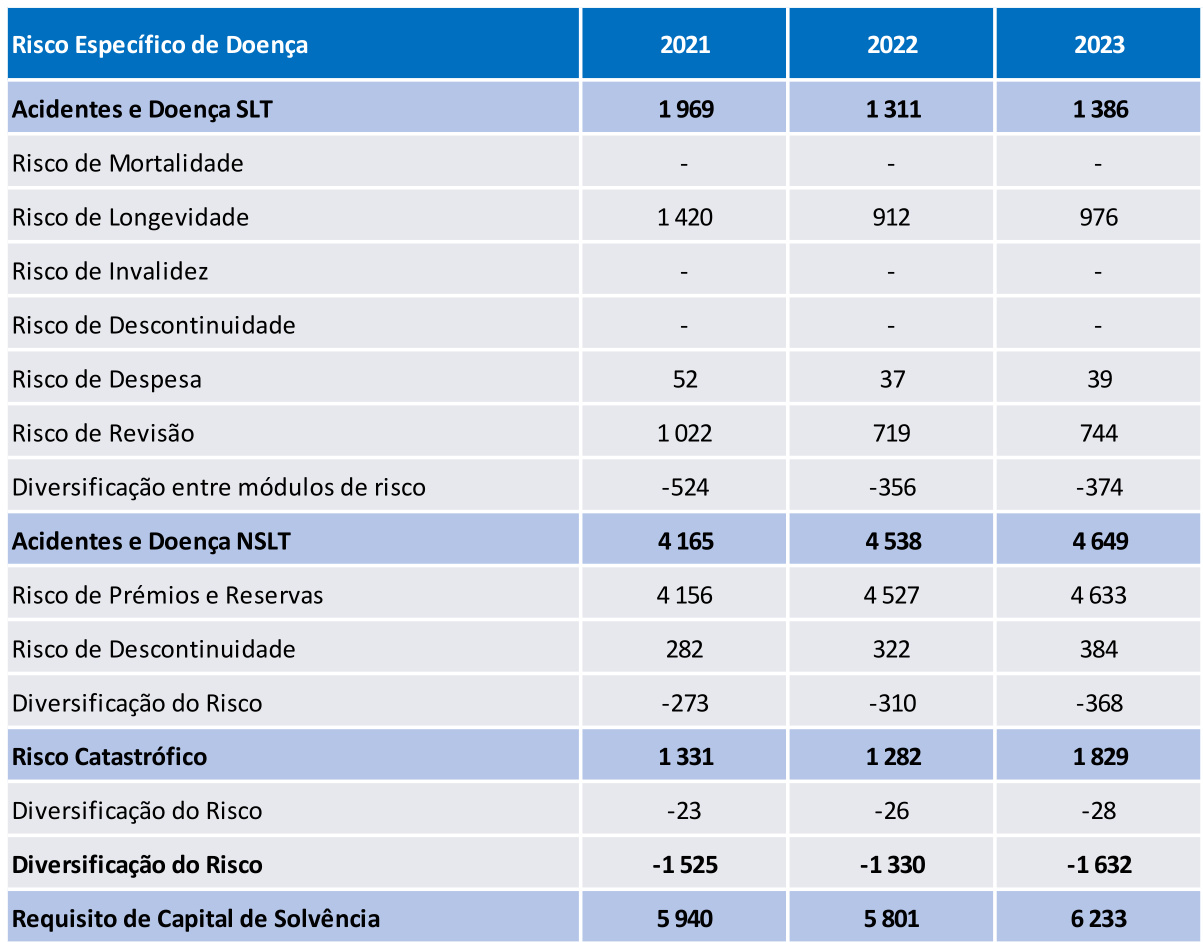 Risco Específico de Doença 2021 2022 2023
Acidentes e Doença SLT 1 969 1 311 1 386
Risco de Mortalidade - - -
Risco de Longevidade 1 420 912 976
Risco de Invalidez - - -
Risco de Descontinuidade - - -
Risco de Despesa 52 37 39
Risco de Revisão 1 022 719 744
Diversificação entre módulos de risco -524 -356 -374
Acidentes e Doença NSLT 4 165 4 538 4 649
Risco de Prémios e Reservas 4 156 4 527 4 633
Risco de Descontinuidade 282 322 384
Diversificação do Risco -273 -310 -368
Risco Catastrófico 1 331 1 282 1 829
Diversificação do Risco -23 -26 -28
Diversificação do Risco -1 525 -1 330 -1 632
Requisito de Capital de Solvência 5 940 5 801 6 233